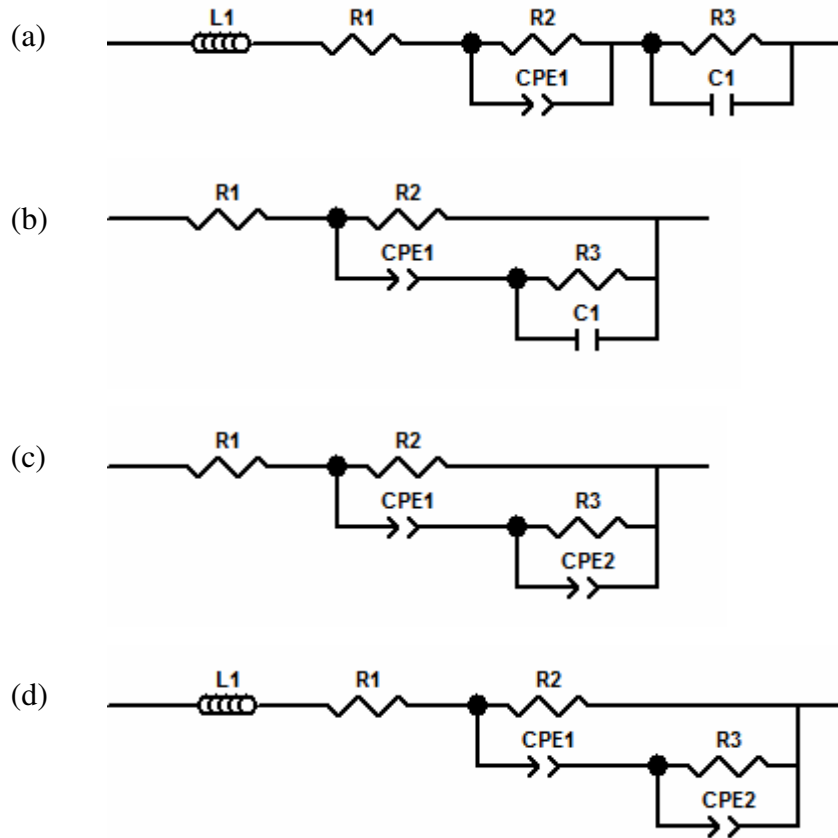 (a)
L1 R1 R2 R3
CPE1 C1
(b)
R1 R2
CPE1 R3
C1
(c)
R1 R2
CPE1 R3
CPE2
(d)
L1 R1 R2
CPE1 R3
CPE2